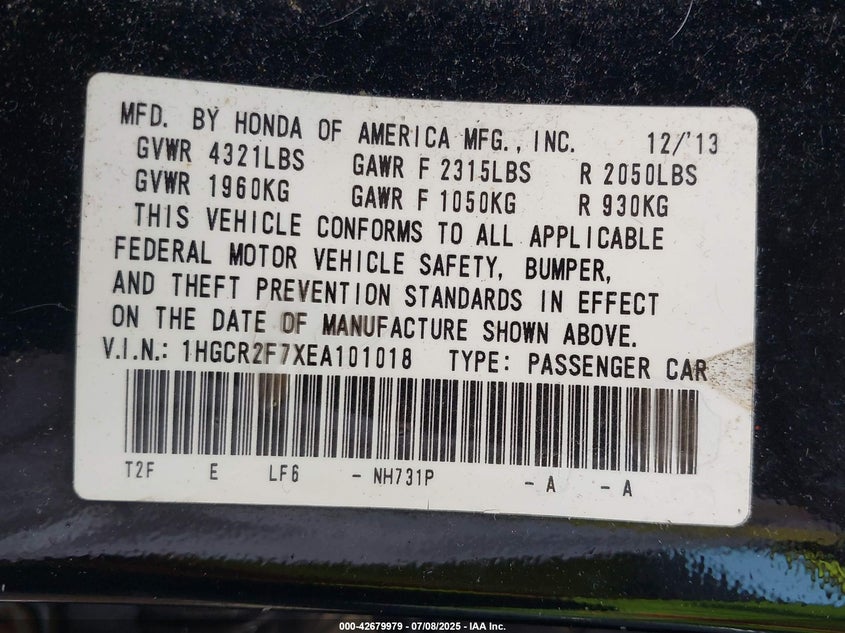 MFD. BY HONDA OF AMERICA MFG., INC. 12/'13
GVWR 4321LBS GAWR F 2315LBS R 2050LBS
GVWR 1960KG GAWR F 1050KG R 930KG
THIS VEHICLE CONFORMS TO ALL APPLICABLE
FEDERAL MOTOR VEHICLE SAFETY, BUMPER,
AND THEFT PREVENTION STANDARDS IN EFFECT
ON THE DATE OF MANUFACTURE SHOWN ABOVE.
V.I.N.: 1HGCR2F7XEA101018 TYPE: PASSENGER CAR
T2F E LF6 - NH731P - A - A
000-42679979 - 07/08/2025 - IAA Inc.